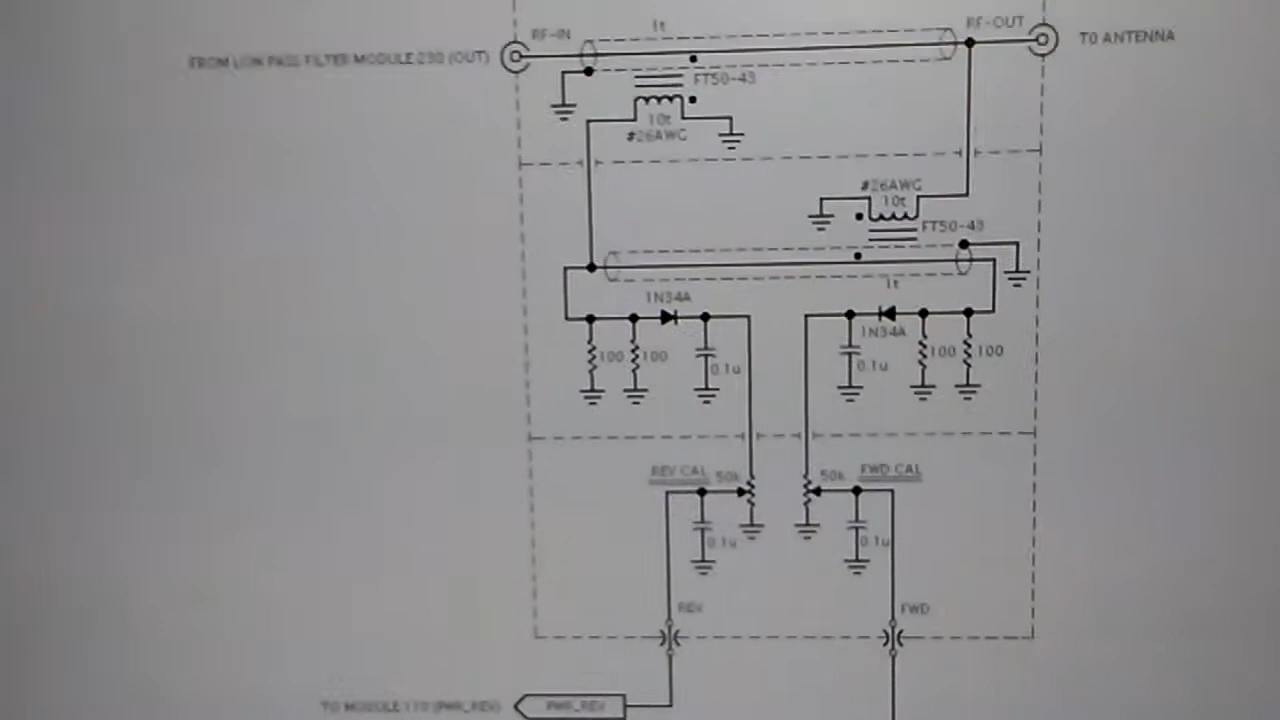 RF-IN
1t
RF-OUT
FROM LOW PASS FILTER MODULE 230 (OUT)
TO ANTENNA
FT50-43
10t
#26AWG
#26AWG
10t
FT50-43
1t
1N34A
1N34A
100
100
0.1u
0.1u
100
100
REV CAL
50k
50k
FWD CAL
0.1u
0.1u
REV
FWD
TO MODULE 110 (PWR_REV)
PWR_REV